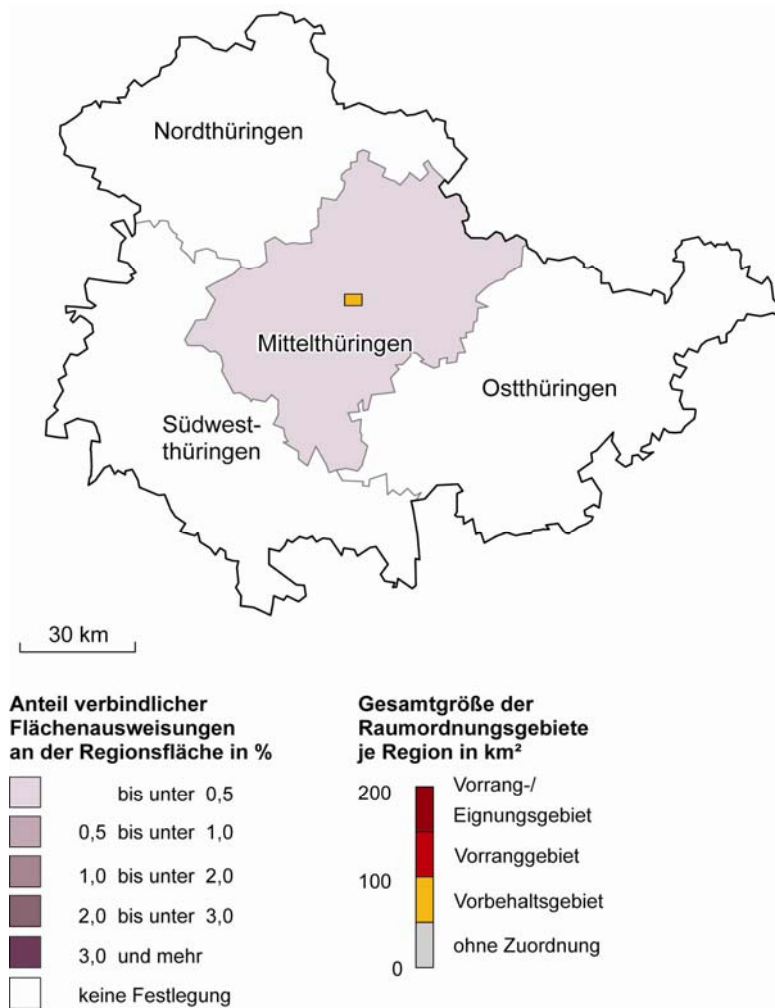 Nordthüringen
Mittelthüringen
Ostthüringen
Südwest-
thüringen
30 km
Anteil verbindlicher
Flächenausweisungen
an der Regionsfläche in %
bis unter 0,5
0,5 bis unter 1,0
1,0 bis unter 2,0
2,0 bis unter 3,0
3,0 und mehr
keine Festlegung
Gesamtgröße der
Raumordnungsgebiete
je Region in km²
200
100
0
Vorrang-/
Eignungsgebiet
Vorranggebiet
Vorbehaltsgebiet
ohne Zuordnung